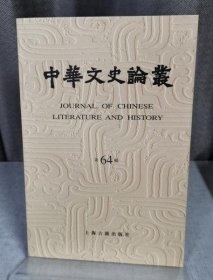 中華文史論叢
JOURNAL OF CHINESE
LITERATURE AND HISTORY
第64輯
上海古籍出版社